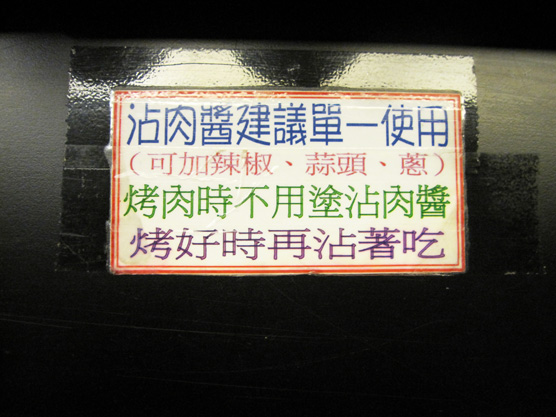 沾肉醬建議單一使用
(可加辣椒、蒜頭、蔥)
烤肉時不用塗沾肉醬
烤好時再沾著吃